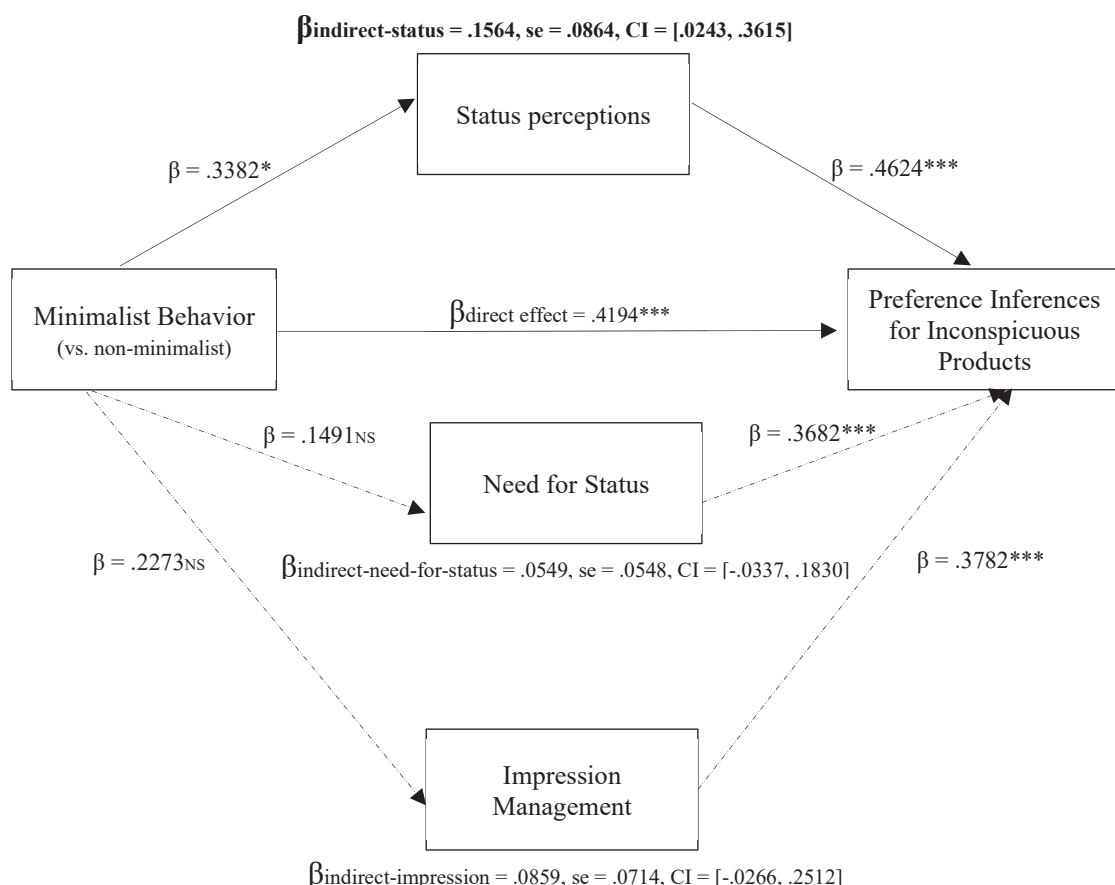 βindirect-status = .1564, se = .0864, CI = [.0243, .3615]
Status perceptions
β = .3382*
β = .4624***
Minimalist Behavior
(vs. non-minimalist)
βdirect effect = .4194***
Preference Inferences
for Inconspicuous
Products
β = .1491NS
β = .3682***
Need for Status
β = .2273NS
β = .3782***
βindirect-need-for-status = .0549, se = .0548, CI = [-.0337, .1830]
Impression
Management
βindirect-impression = .0859, se = .0714, CI = [-.0266, .2512]